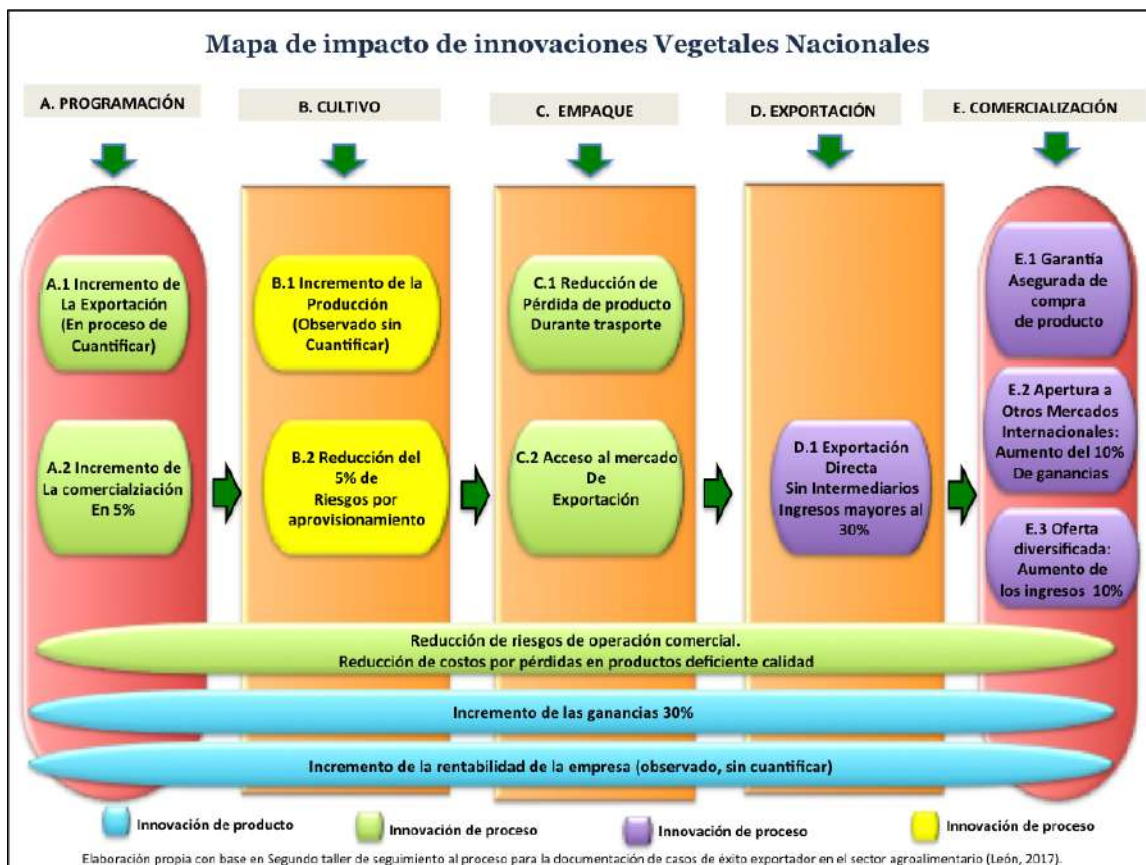 Mapa de impacto de innovaciones Vegetales Nacionales
A. PROGRAMACIÓN
B. CULTIVO
C. EMPAQUE
D. EXPORTACIÓN
E. COMERCIALIZACIÓN
A.1 Incremento de
La Exportación
(En proceso de
Cuantificar)
A.2 Incremento de
La comercialziación
En 5%
B.1 Incremento de la
Producción
(Observado sin
Cuantificar)
B.2 Reducción del
5% de
Riesgos por
aprovisionamiento
C.1 Reducción de
Pérdida de producto
Durante trasporte
C.2 Acceso al mercado
De
Exportación
D.1 Exportación
Directa
Sin Intermediarios
Ingresos mayores al
30%
E.1 Garantía
Asegurada de
compra
de producto
E.2 Apertura a
Otros Mercados
Internacionales:
Aumento del 10%
De ganancias
E.3 Oferta
diversificada:
Aumento de
los ingresos 10%
Reducción de riesgos de operación comercial.
Reducción de costos por pérdidas en productos deficiente calidad
Incremento de las ganancias 30%
Incremento de la rentabilidad de la empresa (observado, sin cuantificar)
Innovación de producto
Innovación de proceso
Innovación de proceso
Innovación de proceso
Elaboración propia con base en Segundo taller de seguimiento al proceso para la documentación de casos de éxito exportador en el sector agroalimentario (León, 2017).